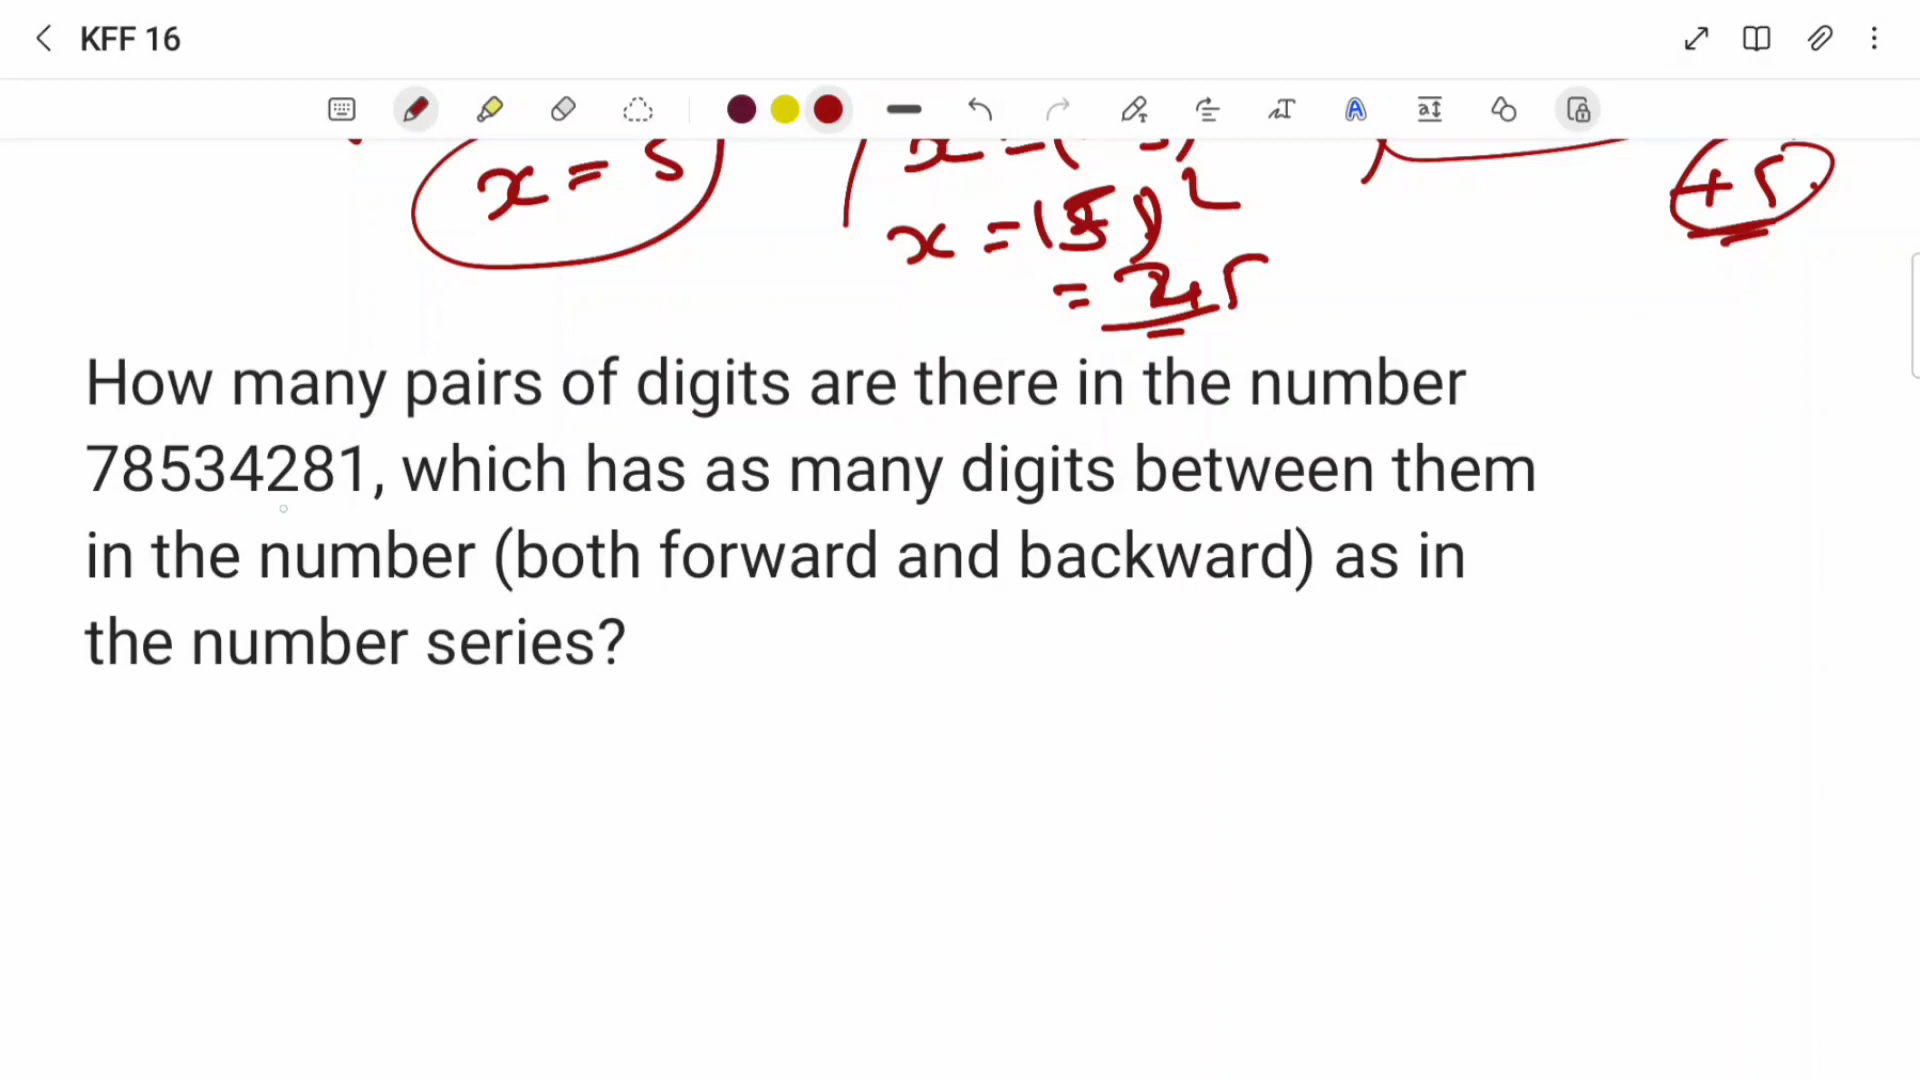 KFF 16
x = 5
x = (5)2
= 25
+5
How many pairs of digits are there in the number
78534281, which has as many digits between them
in the number (both forward and backward) as in
the number series?